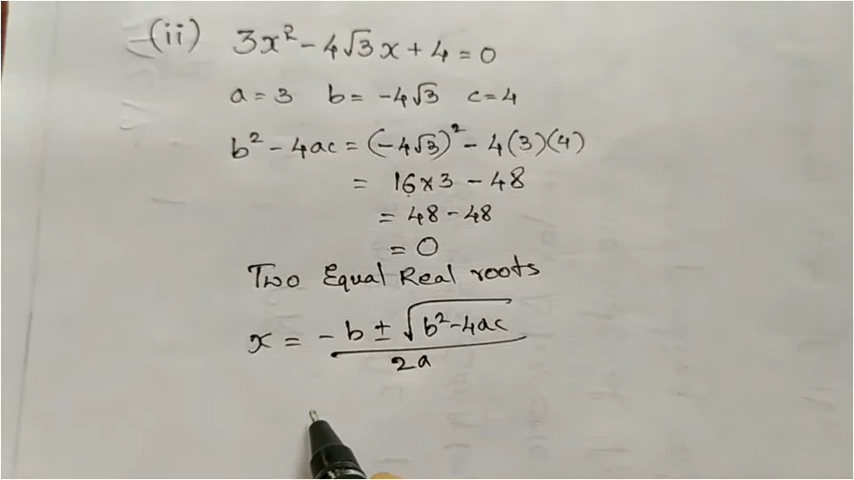 (ii) 3x² - 4√3x + 4 = 0
a = 3 b = -4√3 c = 4
b² - 4ac = (-4√3)² - 4(3)(4)
= 16×3 - 48
= 48 - 48
= 0
Two Equal Real roots
x = -b ± √b²-4ac
2a